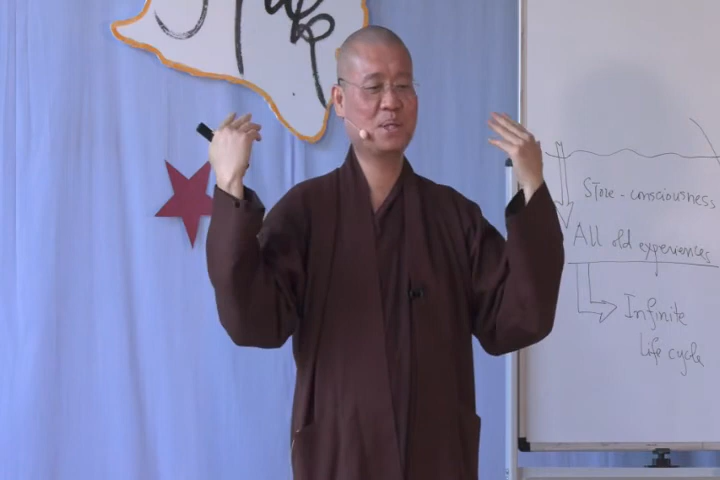 Store-consciousness
All old experiences
Infinite
life cycle